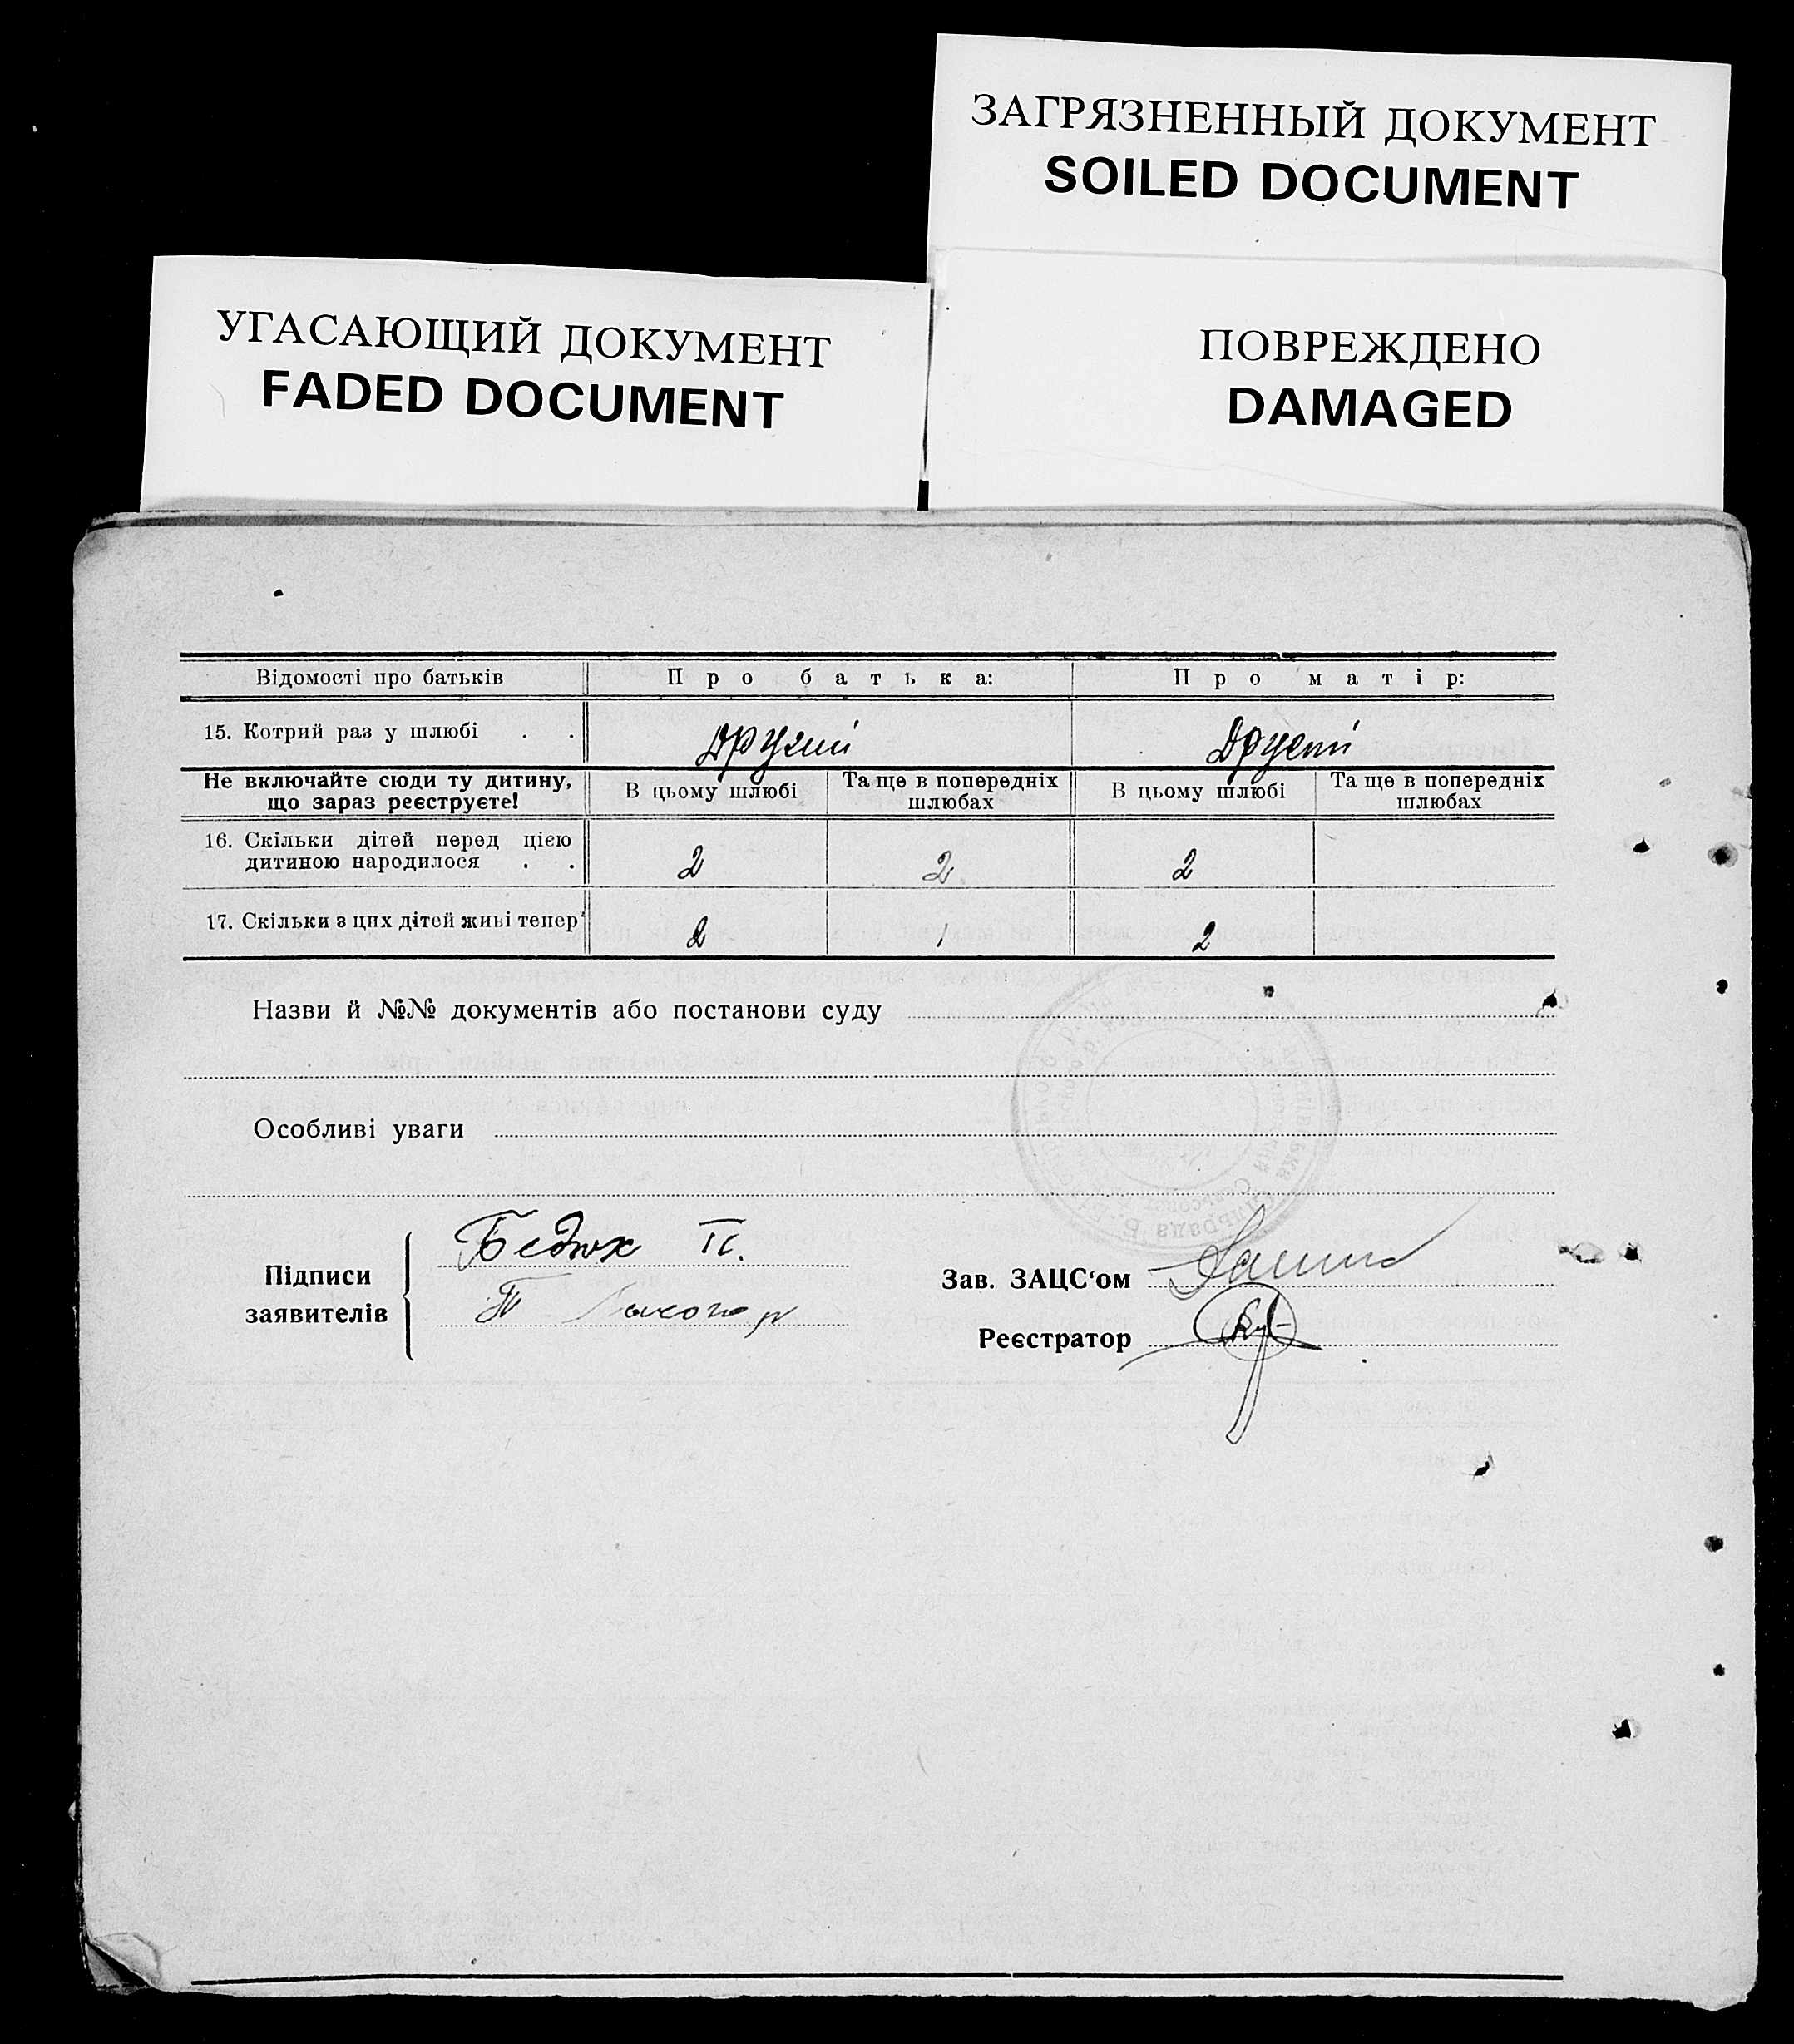 ЗАГРЯЗНЕННЫЙ ДОКУМЕНТ
SOILED DOCUMENT
УГАСАЮЩИЙ ДОКУМЕНТ
FADED DOCUMENT
ПОВРЕЖДЕНО
DAMAGED
Відомості про батьків Про батька: Про матір:
15. Котрий раз у шлюбі . . Другий Другий
Не включайте сюди ту дитину, що зараз реєструєте! В цьому шлюбі Та ще в попередніх шлюбах В цьому шлюбі Та ще в попередніх шлюбах
16. Скільки дітей перед цією
дитиною народилося . . 2 2 2
17. Скільки з цих дітей живі тепер 2 1 2
Назви й №№ документів або постанови суду
Особливі уваги
Підписи
заявителів
Бедюх П.
Зав. ЗАЦС‘ом
Реєстратор